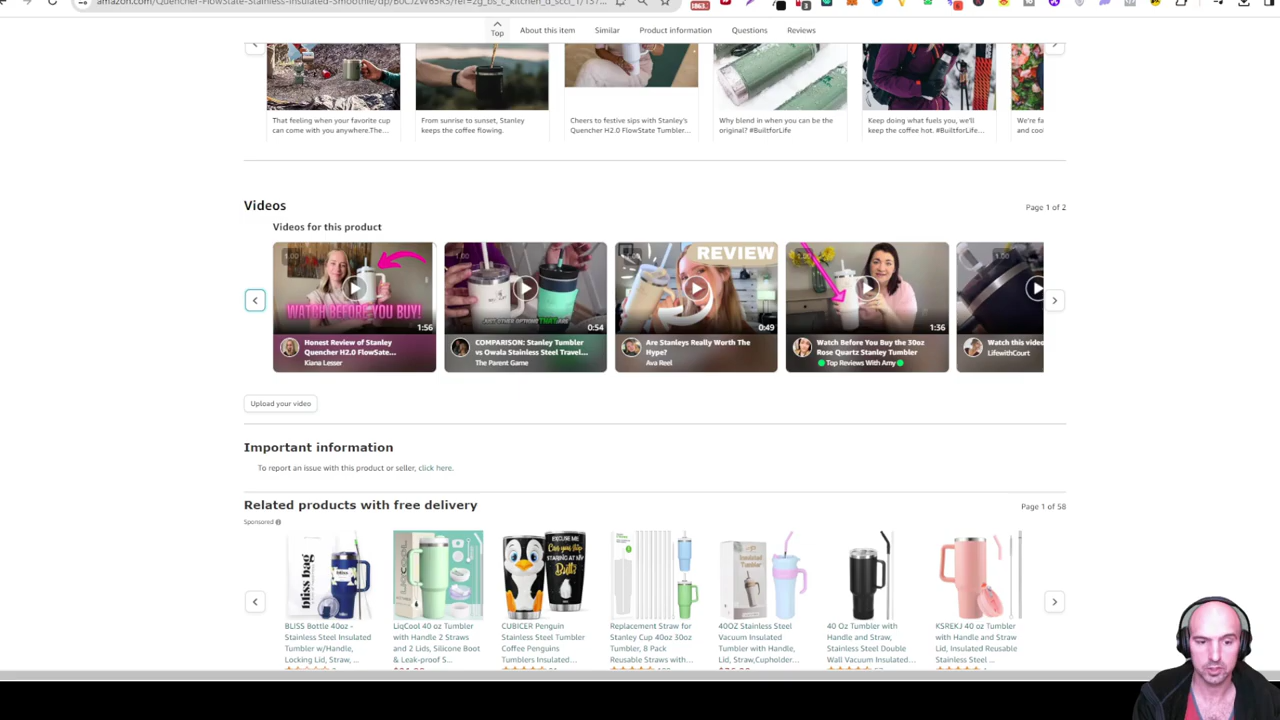 Top
About this item
Similar
Product information
Questions
Reviews
That feeling when your favorite cup
can come with you anywhere.The...
From sunrise to sunset, Stanley
keeps the coffee flowing.
Cheers to festive sips with Stanley's
Quencher H2.0 FlowState Tumbler...
Why blend in when you can be the
original? #BuiltforLife
Keep doing what fuels you, we'll
keep the coffee hot. #BuiltforLife...
We're fa
and coo
Videos
Page 1 of 2
Videos for this product
WATCH BEFORE YOU BUY!
1:56
Honest Review of Stanley
Quencher H2.0 FlowSate...
Kiana Lesser
0:54
COMPARISON: Stanley Tumbler
vs Owala Stainless Steel Travel...
The Parent Game
REVIEW
0:49
Are Stanleys Really Worth The
Hype?
Ava Reel
1:36
Watch Before You Buy the 30oz
Rose Quartz Stanley Tumbler
Top Reviews With Amy
Watch this video
LifewithCourt
Upload your video
Important information
To report an issue with this product or seller, click here.
Related products with free delivery
Page 1 of 58
Sponsored
bliss bag
BLISS Bottle 40oz -
Stainless Steel Insulated
Tumbler w/Handle,
Locking Lid, Straw, ...
LIQCOOL
LiqCool 40 oz Tumbler
with Handle 2 Straws
and 2 Lids, Silicone Boot
& Leak-proof S...
EXCUSE ME
CUBICER Penguin
Stainless Steel Tumbler
Coffee Penguins
Tumblers Insulated...
Replacement Straw for
Stanley Cup 40oz 30oz
Tumbler, 8 Pack
Reusable Straws with...
Insulated
Tumbler
40OZ Stainless Steel
Vacuum Insulated
Tumbler with Handle,
Lid, Straw,Cupholder...
40 Oz Tumbler with
Handle and Straw,
Stainless Steel Double
Wall Vacuum Insulated...
KSREKJ 40 oz Tumbler
with Handle and Straw
Lid, Insulated Reusable
Stainless Steel ...